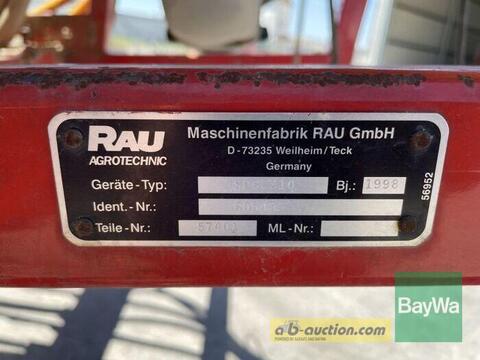 RAU
AGROTECHNIC
Maschinenfabrik RAU GmbH
D-73235 Weilheim/Teck
Germany
Geräte-Typ: Bj.: 1998
Ident.-Nr.:
Teile-Nr.: ML-Nr.:
56952
BayWa
ab-auction.com